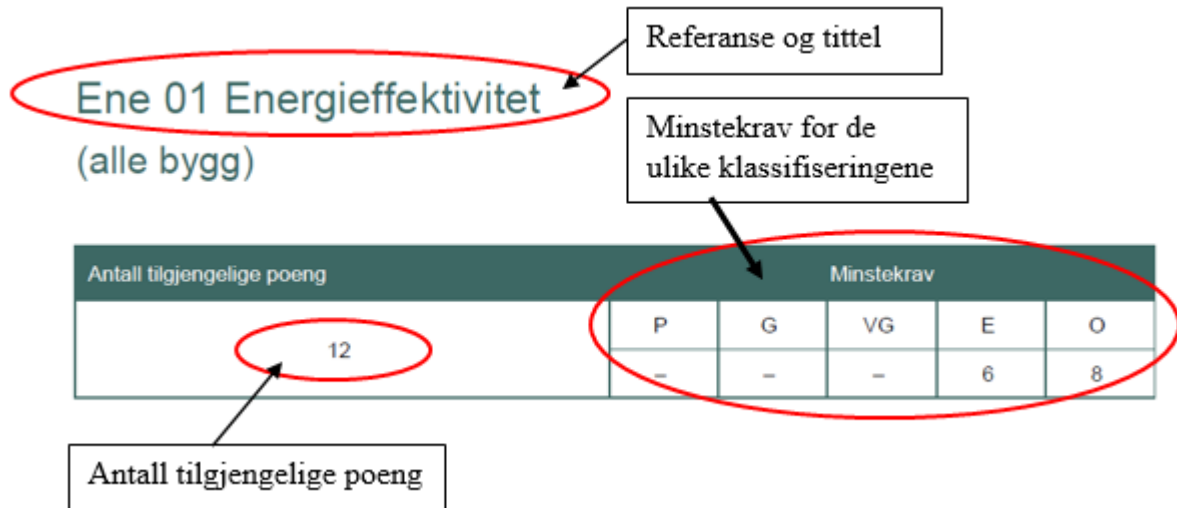 Referanse og tittel
Ene 01 Energieffektivitet
(alle bygg)
Minstekrav for de
ulike klassifiseringene
Antall tilgjengelige poeng
Minstekrav
P G VG E O
12
– – – 6 8
Antall tilgjengelige poeng